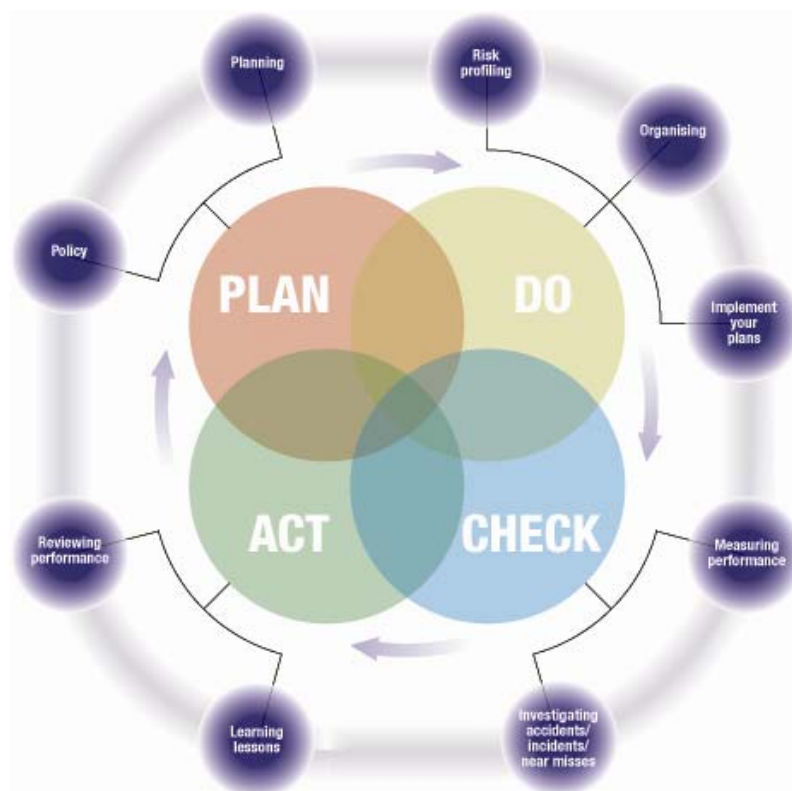 Planning
Risk
profiling
Organising
Policy
PLAN
DO
Implement
your
plans
ACT
CHECK
Reviewing
performance
Measuring
performance
Learning
lessons
Investigating
accidents/
incidents/
near misses